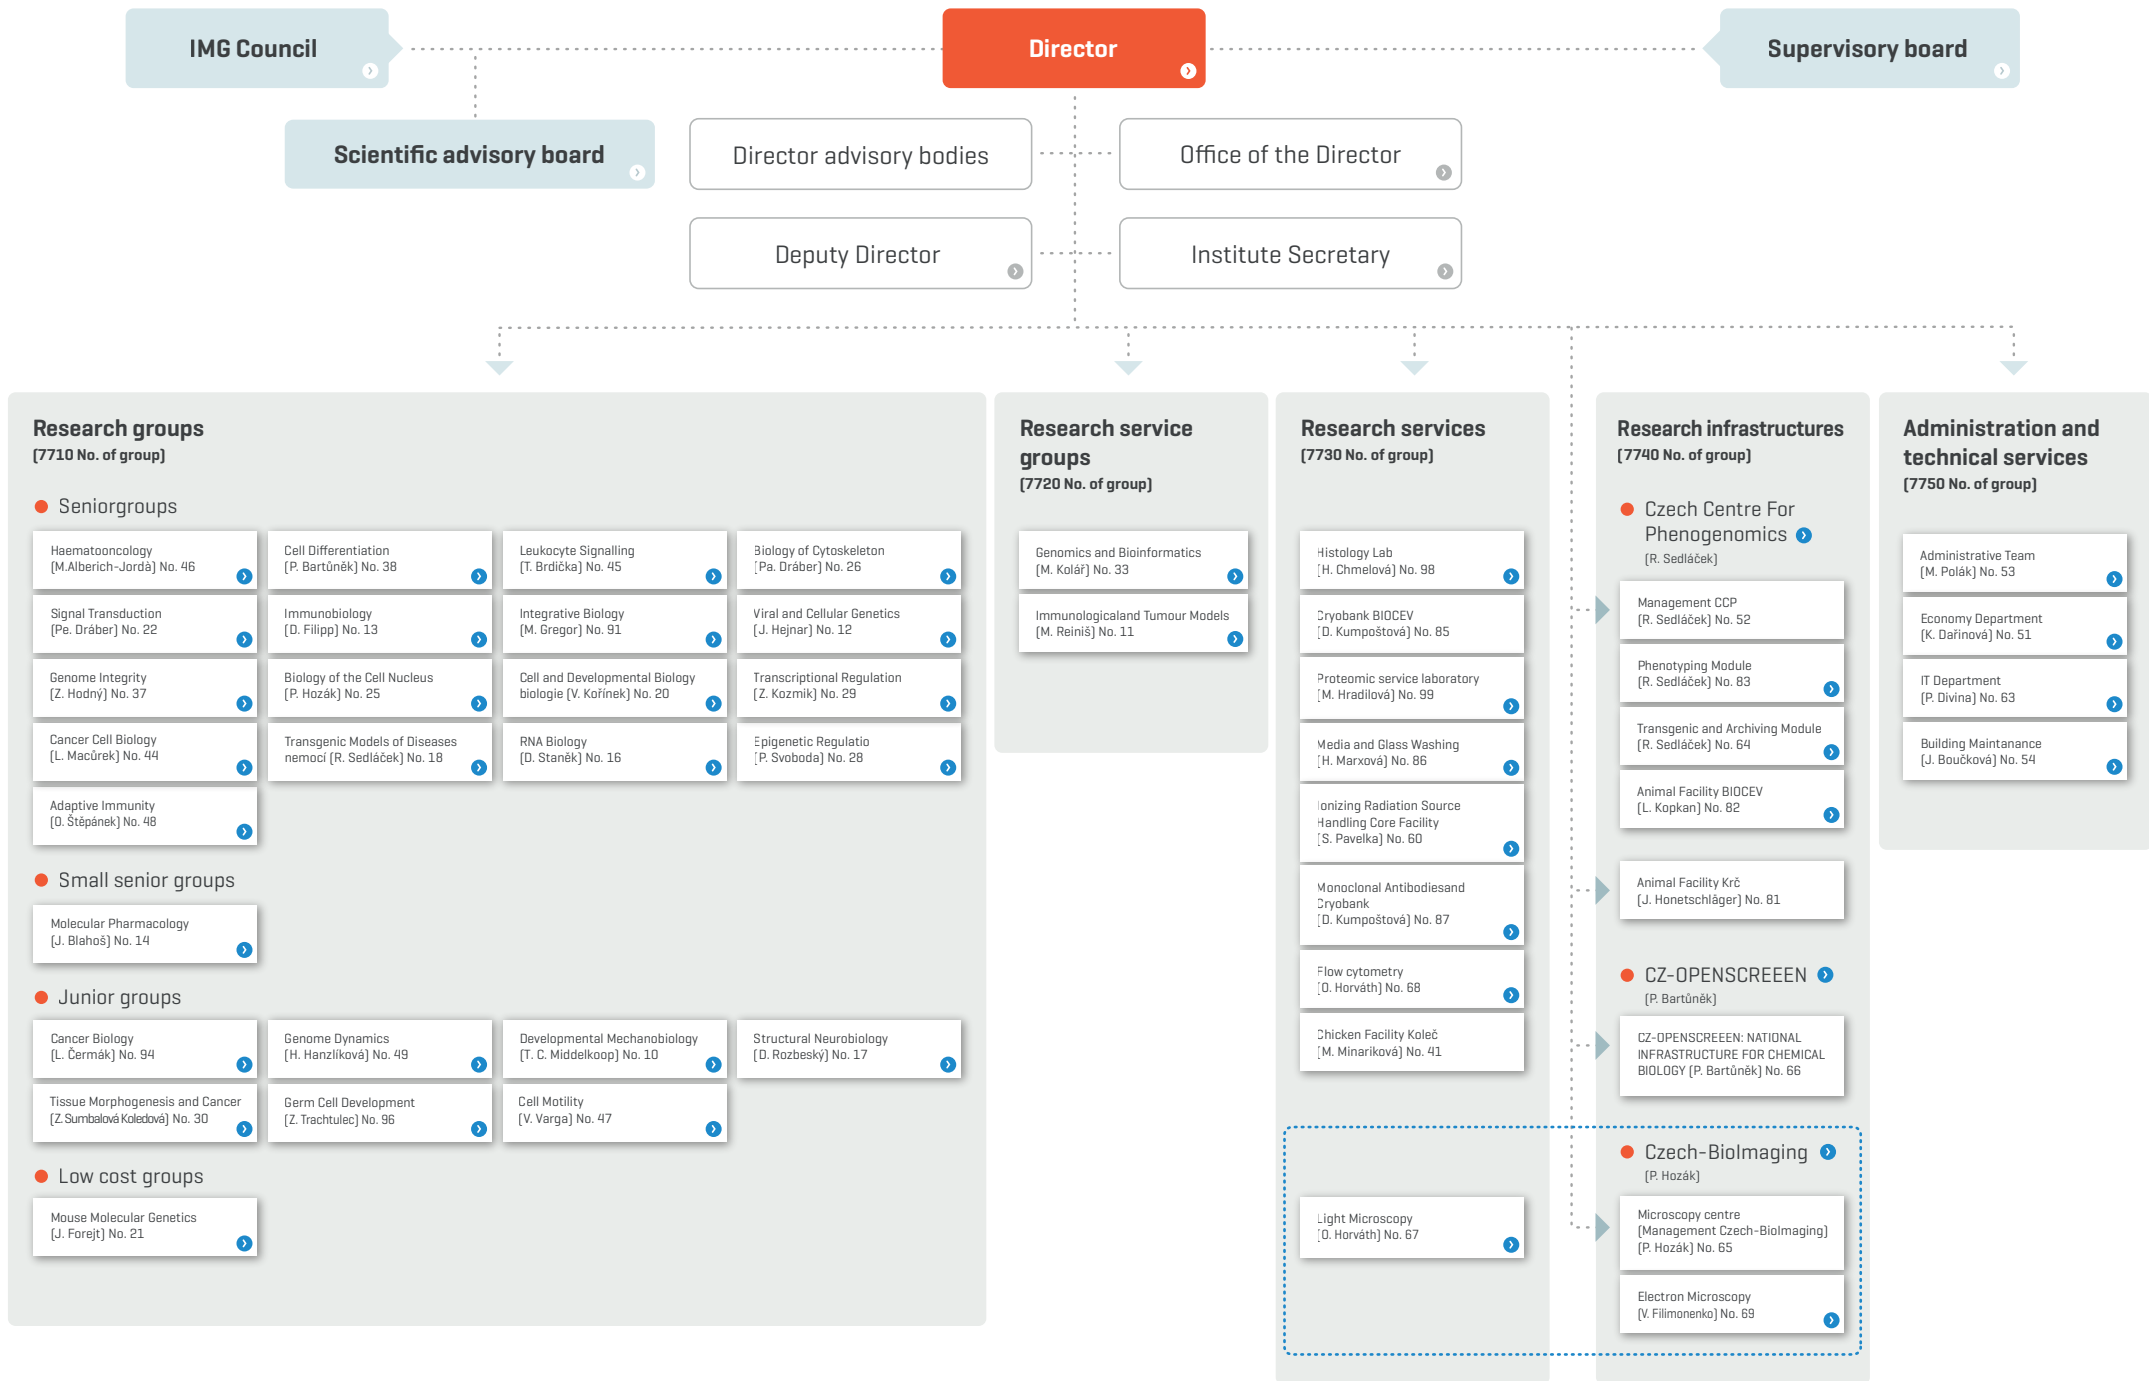 IMG Council
Director
Supervisory board
Scientific advisory board
Director advisory bodies
Office of the Director
Deputy Director
Institute Secretary
Research groups
(7710 No. of group)
Seniorgroups
Haematooncology
(M.Alberich-Jordà) No. 46
Cell Differentiation
(P. Bartůněk) No. 38
Leukocyte Signalling
(T. Brdička) No. 45
Biology of Cytoskeleton
(Pa. Dráber) No. 26
Signal Transduction
(Pe. Dráber) No. 22
Immunobiology
(D. Filipp) No. 13
Integrative Biology
(M. Gregor) No. 91
Viral and Cellular Genetics
(J. Hejnar) No. 12
Genome Integrity
(Z. Hodný) No. 37
Biology of the Cell Nucleus
(P. Hozák) No. 25
Cell and Developmental Biology
biologie (V. Kořínek) No. 20
Transcriptional Regulation
(Z. Kozmik) No. 29
Cancer Cell Biology
(L. Macůrek) No. 44
Transgenic Models of Diseases
nemocí (R. Sedláček) No. 18
RNA Biology
(D. Staněk) No. 16
Epigenetic Regulatio
(P. Svoboda) No. 28
Adaptive Immunity
(O. Štěpánek) No. 48
Small senior groups
Molecular Pharmacology
(J. Blahoš) No. 14
Junior groups
Cancer Biology
(L. Čermák) No. 94
Genome Dynamics
(H. Hanzlíková) No. 49
Developmental Mechanobiology
(T. C. Middelkoop) No. 10
Structural Neurobiology
(D. Rozbeský) No. 17
Tissue Morphogenesis and Cancer
(Z. Sumbalová Koledová) No. 30
Germ Cell Development
(Z. Trachtulec) No. 96
Cell Motility
(V. Varga) No. 47
Low cost groups
Mouse Molecular Genetics
(J. Forejt) No. 21
Research service
groups
(7720 No. of group)
Genomics and Bioinformatics
(M. Kolář) No. 33
Immunologicaland Tumour Models
(M. Reiniš) No. 11
Research services
(7730 No. of group)
Histology Lab
(H. Chmelová) No. 98
Cryobank BIOCEV
(D. Kumpoštová) No. 85
Proteomic service laboratory
(M. Hradilová) No. 99
Media and Glass Washing
(H. Marxová) No. 86
Ionizing Radiation Source
Handling Core Facility
(S. Pavelka) No. 60
Monoclonal Antibodiesand
Cryobank
(D. Kumpoštová) No. 87
Flow cytometry
(O. Horváth) No. 68
Chicken Facility Koleč
(M. Minariková) No. 41
Light Microscopy
(O. Horváth) No. 67
Research infrastructures
(7740 No. of group)
Czech Centre For
Phenogenomics
(R. Sedláček)
Management CCP
(R. Sedláček) No. 52
Phenotyping Module
(R. Sedláček) No. 83
Transgenic and Archiving Module
(R. Sedláček) No. 64
Animal Facility BIOCEV
(L. Kopkan) No. 82
Animal Facility Krč
(J. Honetschläger) No. 81
CZ-OPENSCREEEN
(P. Bartůněk)
CZ-OPENSCREEEN: NATIONAL
INFRASTRUCTURE FOR CHEMICAL
BIOLOGY (P. Bartůněk) No. 66
Czech-BioImaging
(P. Hozák)
Microscopy centre
(Management Czech-BioImaging)
(P. Hozák) No. 65
Electron Microscopy
(V. Filimonenko) No. 69
Administration and
technical services
(7750 No. of group)
Administrative Team
(M. Polák) No. 53
Economy Department
(K. Dařinová) No. 51
IT Department
(P. Divina) No. 63
Building Maintanance
(J. Boučková) No. 54